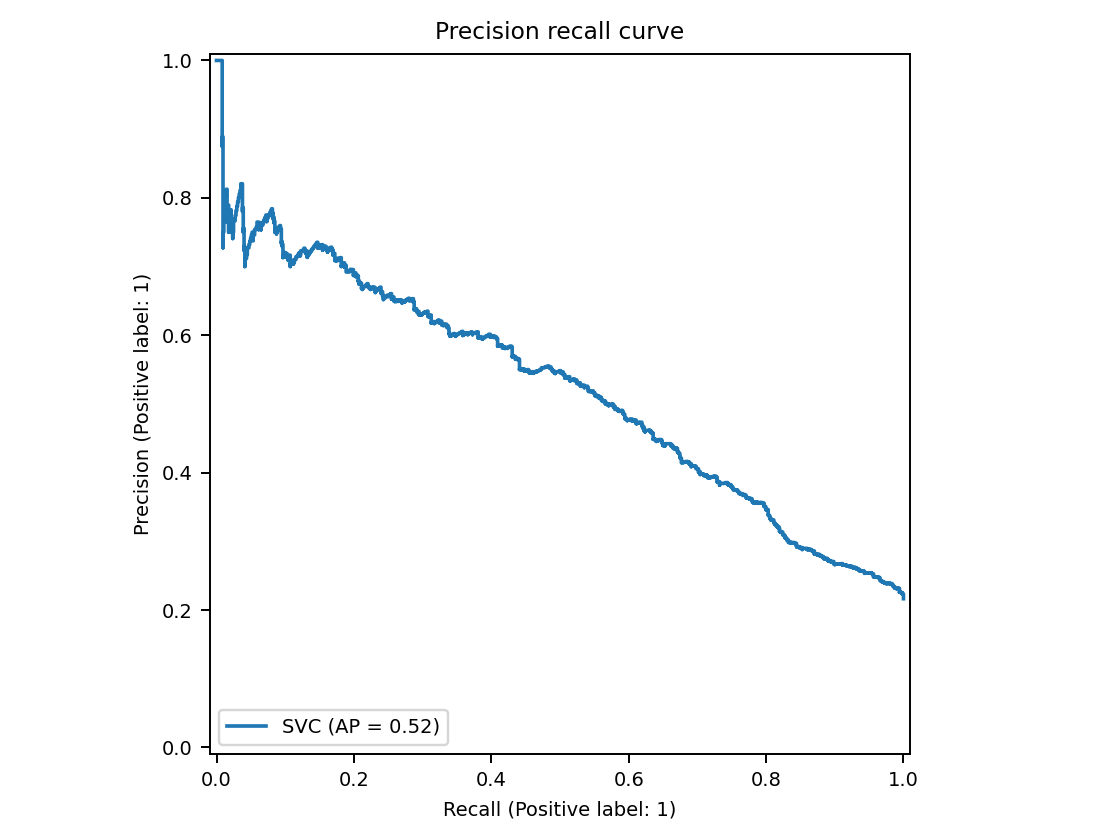 Precision recall curve
1.0
0.8
0.6
0.4
0.2
0.0
Precision (Positive label: 1)
SVC (AP = 0.52)
0.0 0.2 0.4 0.6 0.8 1.0
Recall (Positive label: 1)